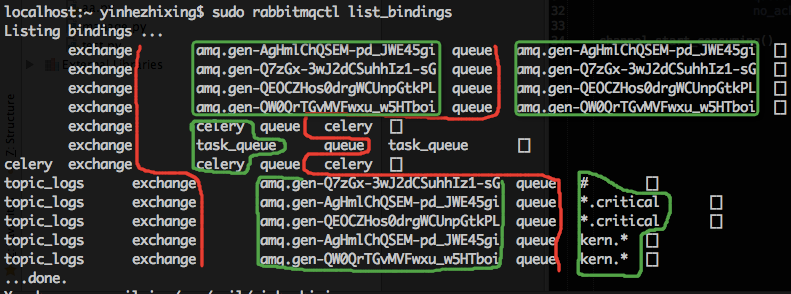 localhost:~ yinhezhixing$ sudo rabbitmqctl list_bindings
Listing bindings ...
exchange amq.gen-AgHmlChQSEM-pd_JWE45gi queue amq.gen-AgHmlChQSEM-pd_JWE45gi []
exchange amq.gen-Q7zGx-3wJ2dCSuhhIz1-sG queue amq.gen-Q7zGx-3wJ2dCSuhhIz1-sG []
exchange amq.gen-QEOCZHos0drgWCUnpGtkPL queue amq.gen-QEOCZHos0drgWCUnpGtkPL []
exchange amq.gen-QW0QrTGvMVFwxu_w5HTboi queue amq.gen-QW0QrTGvMVFwxu_w5HTboi []
exchange celery queue celery []
exchange task_queue queue task_queue []
celery exchange celery queue celery []
topic_logs exchange amq.gen-Q7zGx-3wJ2dCSuhhIz1-sG queue # []
topic_logs exchange amq.gen-QEOCZHos0drgWCUnpGtkPL queue *.critical []
topic_logs exchange amq.gen-AgHmlChQSEM-pd_JWE45gi queue *.critical []
topic_logs exchange amq.gen-AgHmlChQSEM-pd_JWE45gi queue kern.* []
topic_logs exchange amq.gen-QW0QrTGvMVFwxu_w5HTboi queue kern.* []
...done.
32
no_ack
Libraries
Structure